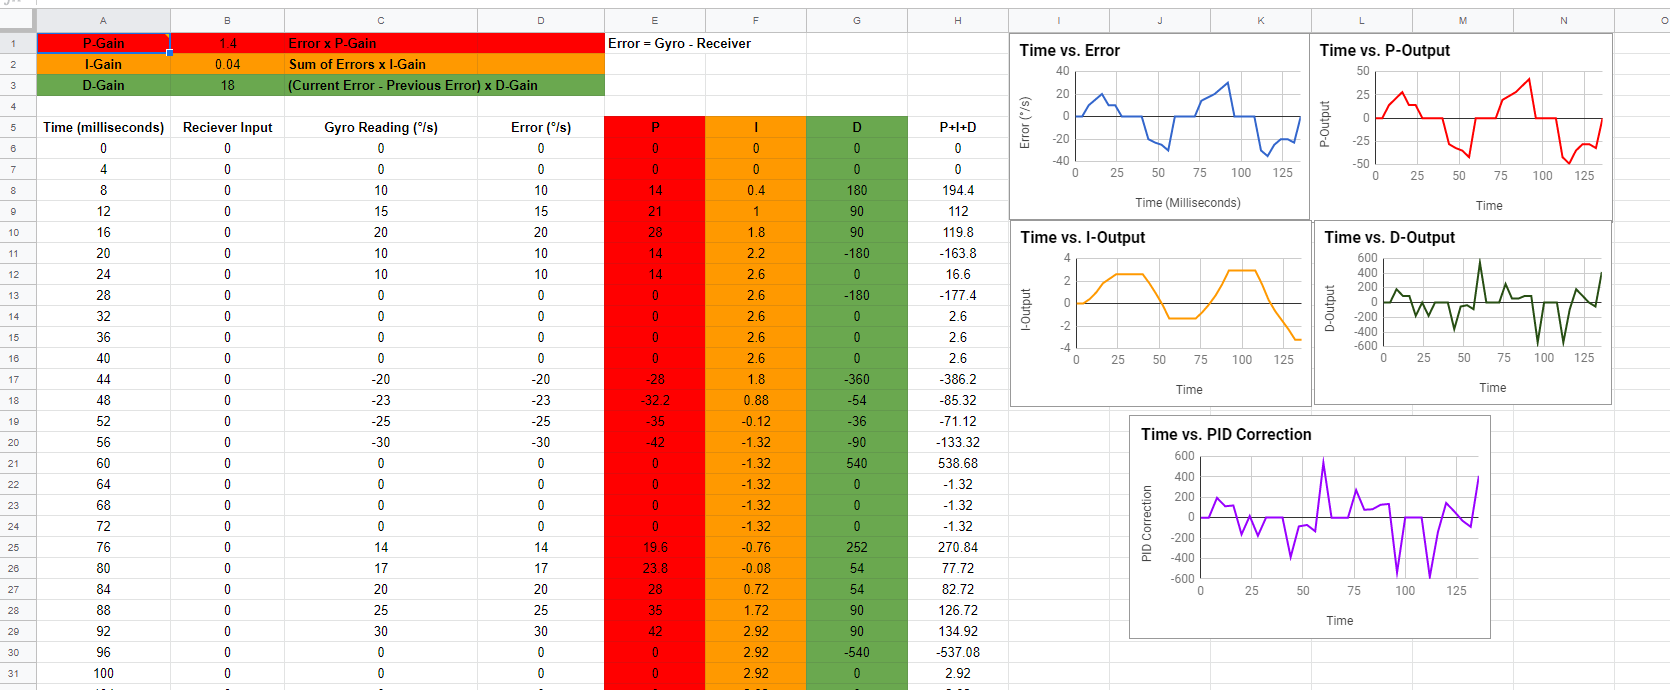 A B C D E F G H I J K L M N O
1 P-Gain 1.4 Error x P-Gain Error = Gyro - Receiver
2 I-Gain 0.04 Sum of Errors x I-Gain
3 D-Gain 18 (Current Error - Previous Error) x D-Gain
4
5 Time (milliseconds) Reciever Input Gyro Reading (°/s) Error (°/s) P I D P+I+D
6 0 0 0 0 0 0 0 0
7 4 0 0 0 0 0 0 0
8 8 0 10 10 14 0.4 180 194.4
9 12 0 15 15 21 1 90 112
10 16 0 20 20 28 1.8 90 119.8
11 20 0 10 10 14 2.2 -180 -163.8
12 24 0 10 10 14 2.6 0 16.6
13 28 0 0 0 0 2.6 -180 -177.4
14 32 0 0 0 0 2.6 0 2.6
15 36 0 0 0 0 2.6 0 2.6
16 40 0 0 0 0 2.6 0 2.6
17 44 0 -20 -20 -28 1.8 -360 -386.2
18 48 0 -23 -23 -32.2 0.88 -54 -85.32
19 52 0 -25 -25 -35 -0.12 -36 -71.12
20 56 0 -30 -30 -42 -1.32 -90 -133.32
21 60 0 0 0 0 -1.32 540 538.68
22 64 0 0 0 0 -1.32 0 -1.32
23 68 0 0 0 0 -1.32 0 -1.32
24 72 0 0 0 0 -1.32 0 -1.32
25 76 0 14 14 19.6 -0.76 252 270.84
26 80 0 17 17 23.8 -0.08 54 77.72
27 84 0 20 20 28 0.72 54 82.72
28 88 0 25 25 35 1.72 90 126.72
29 92 0 30 30 42 2.92 90 134.92
30 96 0 0 0 0 2.92 -540 -537.08
31 100 0 0 0 0 2.92 0 2.92
Time vs. Error
40
20
0
-20
-40
0 25 50 75 100 125
Error (°/s)
Time (Milliseconds)
Time vs. P-Output
50
25
0
-25
-50
0 25 50 75 100 125
P-Output
Time
Time vs. I-Output
4
2
0
-2
-4
0 25 50 75 100 125
I-Output
Time
Time vs. D-Output
600
400
200
0
-200
-400
-600
0 25 50 75 100 125
D-Output
Time
Time vs. PID Correction
600
400
200
0
-200
-400
-600
0 25 50 75 100 125
PID Correction
Time